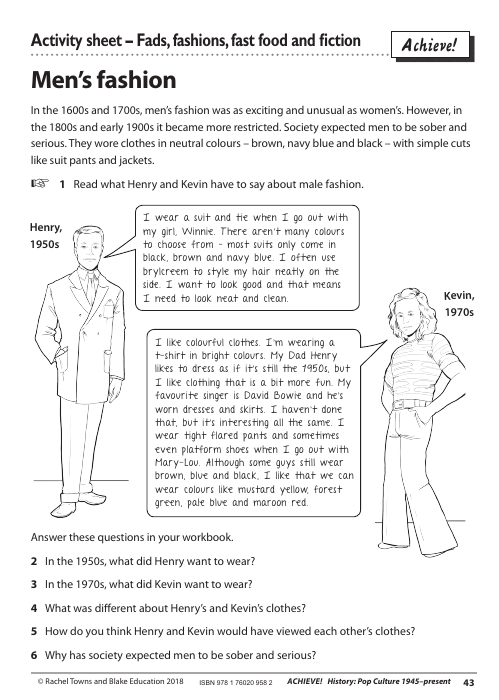 Activity sheet – Fads, fashions, fast food and fiction
Achieve!
Men's fashion
In the 1600s and 1700s, men's fashion was as exciting and unusual as women's. However, in
the 1800s and early 1900s it became more restricted. Society expected men to be sober and
serious. They wore clothes in neutral colours – brown, navy blue and black – with simple cuts
like suit pants and jackets.
1 Read what Henry and Kevin have to say about male fashion.
Henry,
1950s
I wear a suit and tie when I go out with
my girl, Winnie. There aren't many colours
to choose from – most suits only come in
black, brown and navy blue. I often use
brylcreem to style my hair neatly on the
side. I want to look good and that means
I need to look neat and clean.
Kevin,
1970s
I like colourful clothes. I'm wearing a
t-shirt in bright colours. My Dad Henry
likes to dress as if it's still the 1950s, but
I like clothing that is a bit more fun. My
favourite singer is David Bowie and he's
worn dresses and skirts. I haven't done
that, but it's interesting all the same. I
wear tight flared pants and sometimes
even platform shoes when I go out with
Mary-Lou. Although some guys still wear
brown, blue and black, I like that we can
wear colours like mustard yellow, forest
green, pale blue and maroon red.
Answer these questions in your workbook.
2 In the 1950s, what did Henry want to wear?
3 In the 1970s, what did Kevin want to wear?
4 What was different about Henry's and Kevin's clothes?
5 How do you think Henry and Kevin would have viewed each other's clothes?
6 Why has society expected men to be sober and serious?
© Rachel Towns and Blake Education 2018 ISBN 978 1 76020 958 2 ACHIEVE! History: Pop Culture 1945–present 43